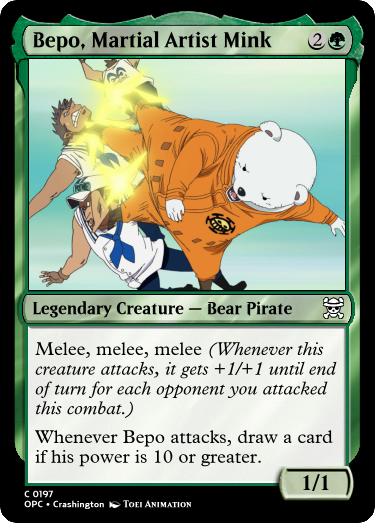 Bepo, Martial Artist Mink 2
Legendary Creature — Bear Pirate
Melee, melee, melee (Whenever this
creature attacks, it gets +1/+1 until end
of turn for each opponent you attacked
this combat.)
Whenever Bepo attacks, draw a card
if his power is 10 or greater.
1/1
C 0197
OPC • Crashington TOEI ANIMATION